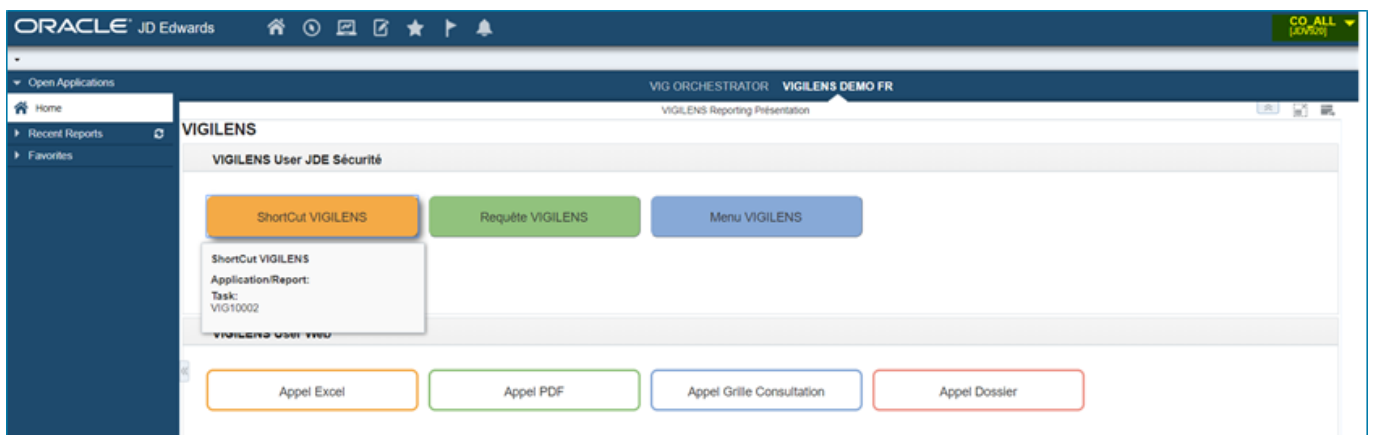 ORACLE JD Edwards
CO_ALL
[JDV920]
Open Applications
VIG ORCHESTRATOR VIGILENS DEMO FR
Home
VIGILENS Reporting Présentation
Recent Reports
VIGILENS
Favorites
VIGILENS User JDE Sécurité
ShortCut VIGILENS
Requête VIGILENS
Menu VIGILENS
ShortCut VIGILENS
Application/Report:
Task:
VIG10002
VIGILENS User Web
Appel Excel
Appel PDF
Appel Grille Consultation
Appel Dossier